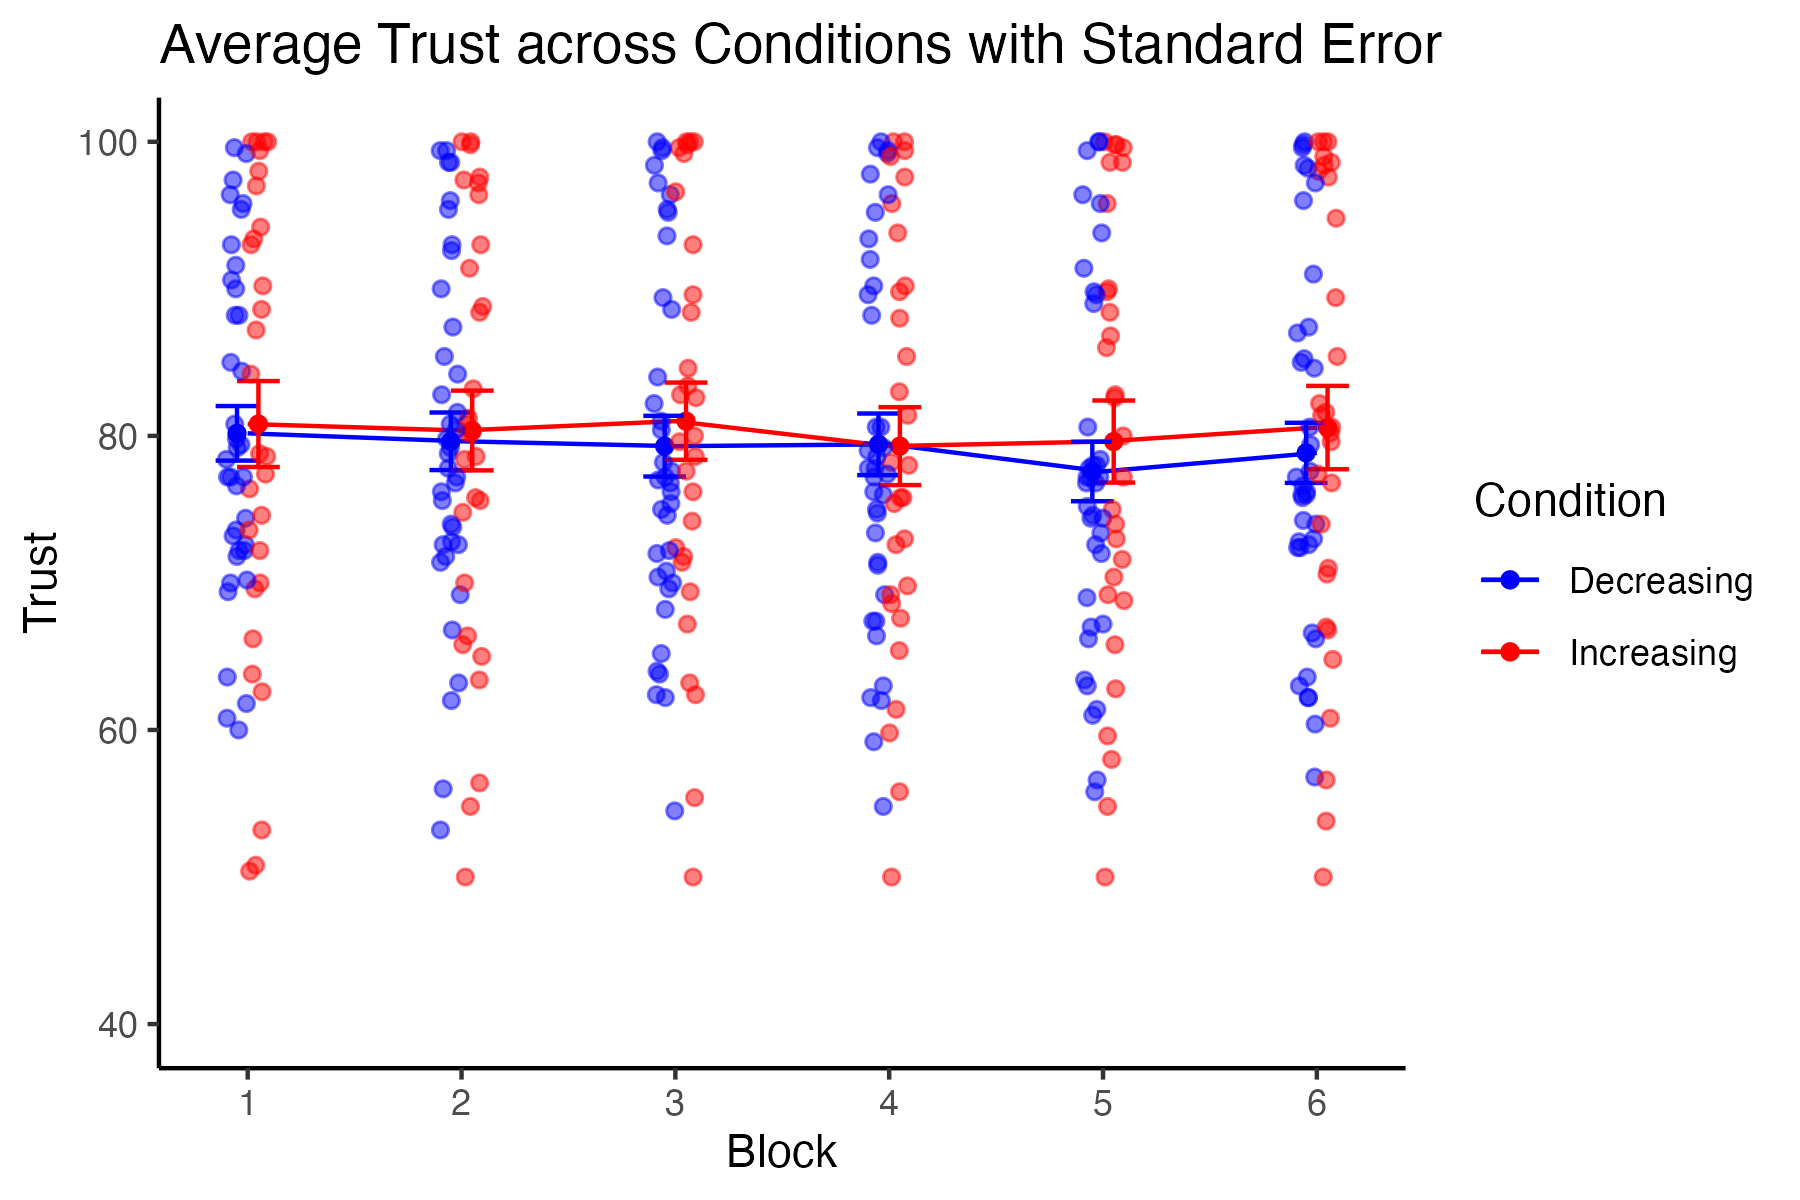 Average Trust across Conditions with Standard Error
100
80
60
40
Trust
1 2 3 4 5 6
Block
Condition
Decreasing
Increasing